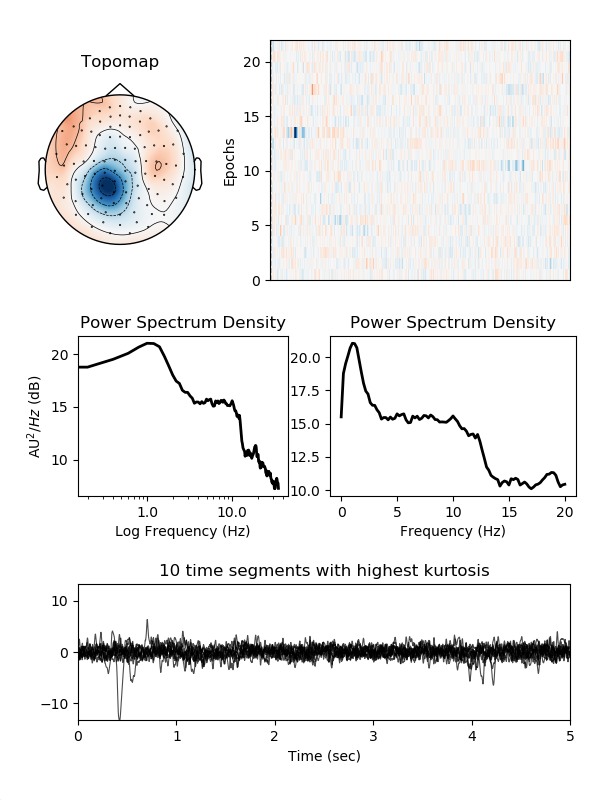 Topomap
Epochs
20
15
10
5
0
Power Spectrum Density
AU²/Hz (dB)
20
15
10
1.0 10.0
Log Frequency (Hz)
Power Spectrum Density
20.0
17.5
15.0
12.5
10.0
0 5 10 15 20
Frequency (Hz)
10 time segments with highest kurtosis
10
0
−10
0 1 2 3 4 5
Time (sec)